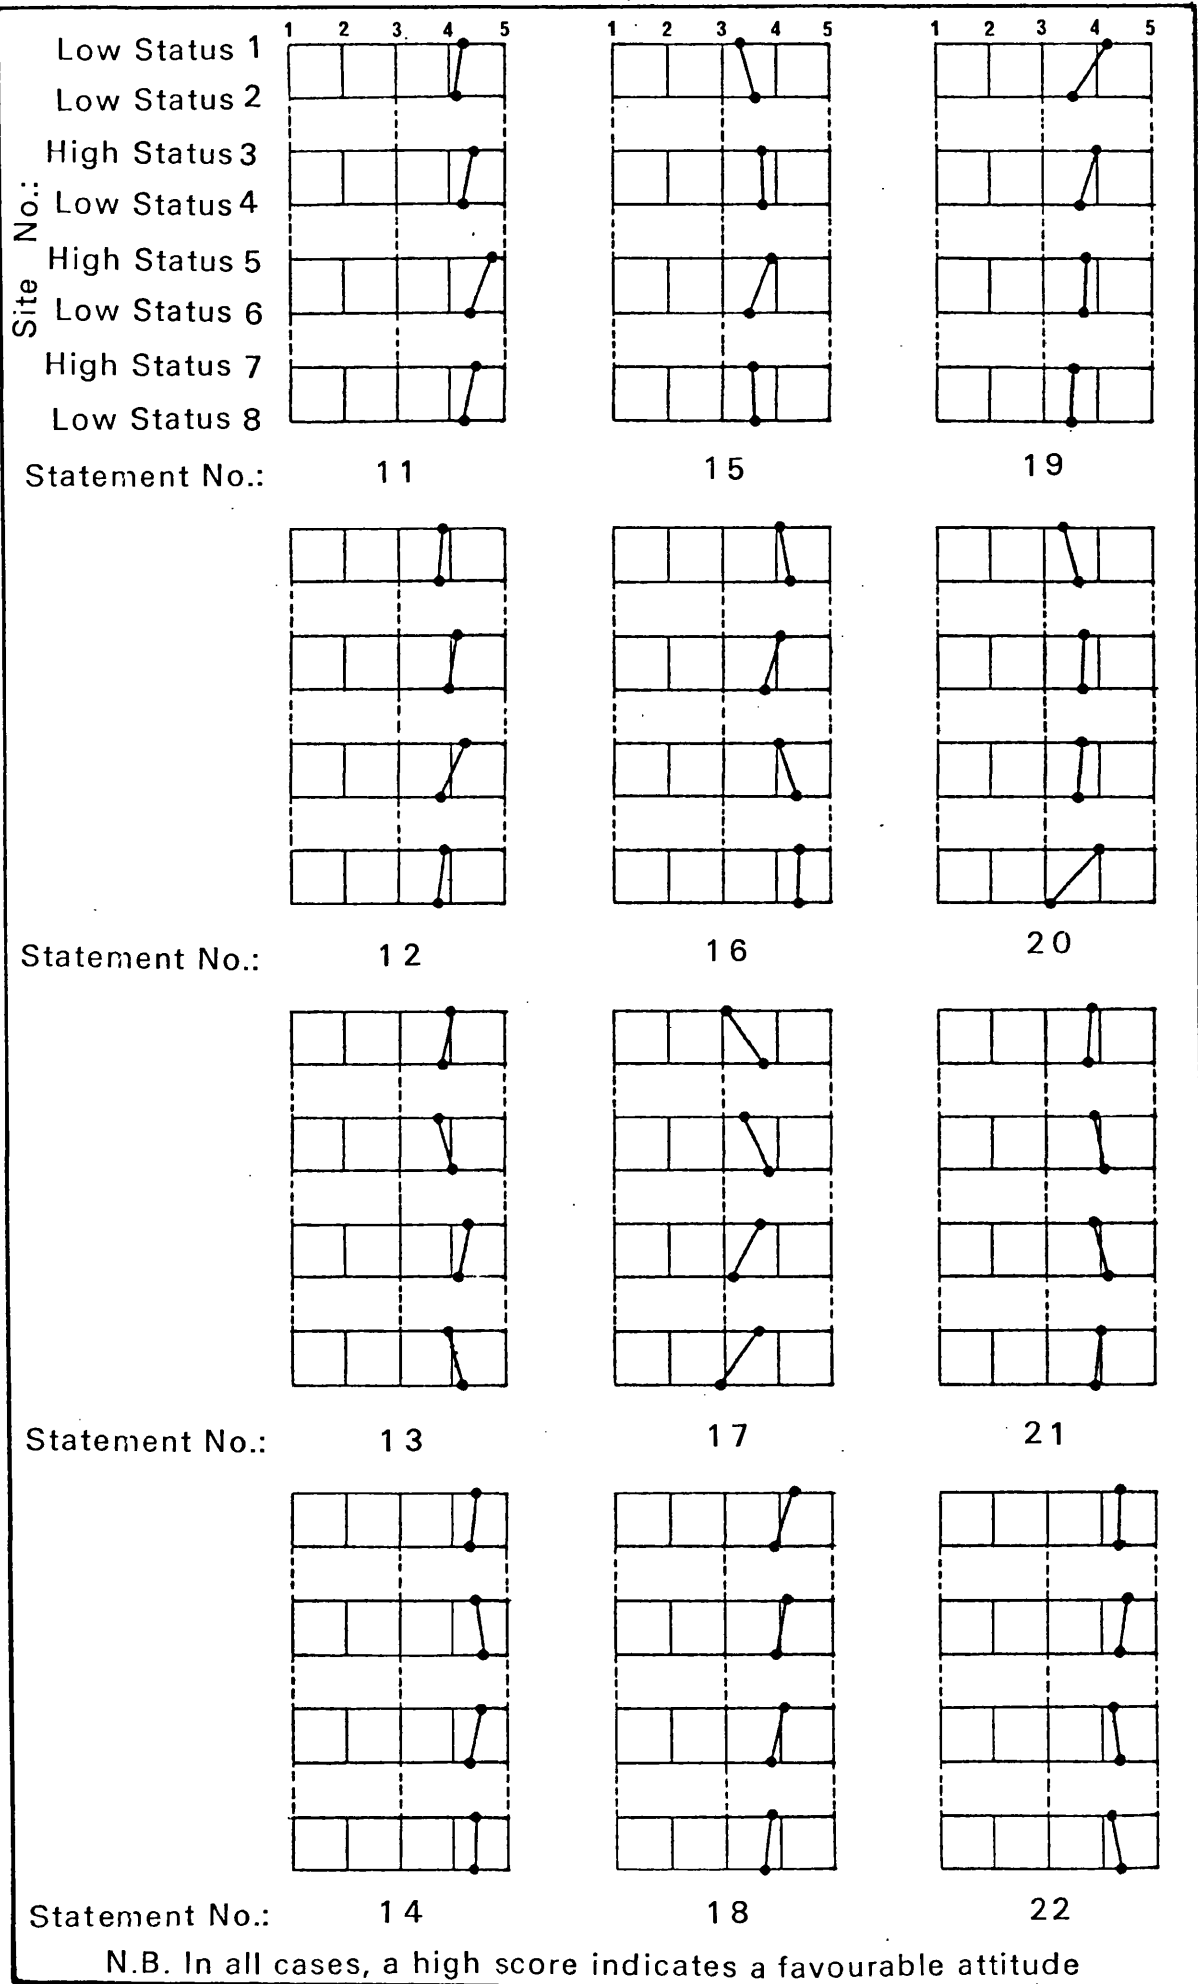 1 2 3 4 5 1 2 3 4 5 1 2 3 4 5
Site No.:
Low Status 1
Low Status 2
High Status 3
Low Status 4
High Status 5
Low Status 6
High Status 7
Low Status 8
Statement No.: 11 15 19
Statement No.: 12 16 20
Statement No.: 13 17 21
Statement No.: 14 18 22
N.B. In all cases, a high score indicates a favourable attitude